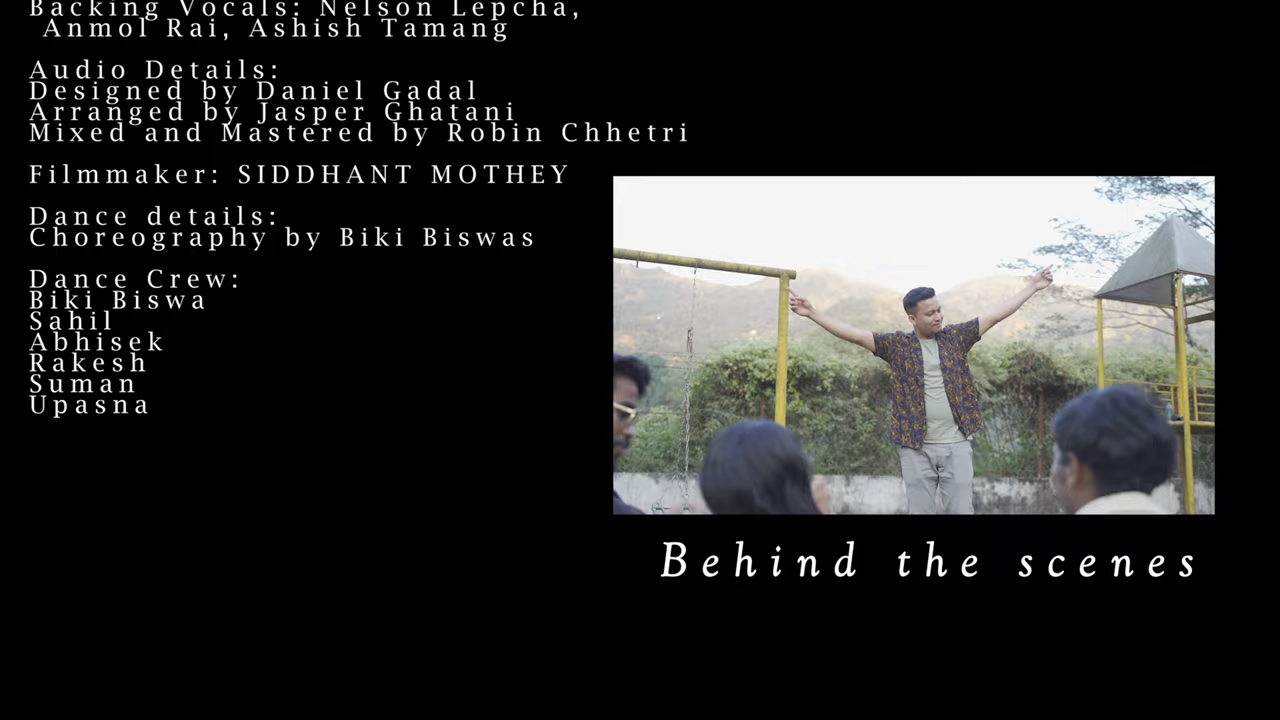 Backing Vocals: Nelson Lepcha,
Anmol Rai, Ashish Tamang
Audio Details:
Designed by Daniel Gadal
Arranged by Jasper Ghatani
Mixed and Mastered by Robin Chhetri
Filmmaker: SIDDHANT MOTHEY
Dance details:
Choreography by Biki Biswas
Dance Crew:
Biki Biswa
Sahil
Abhisek
Rakesh
Suman
Upasna
Behind the scenes